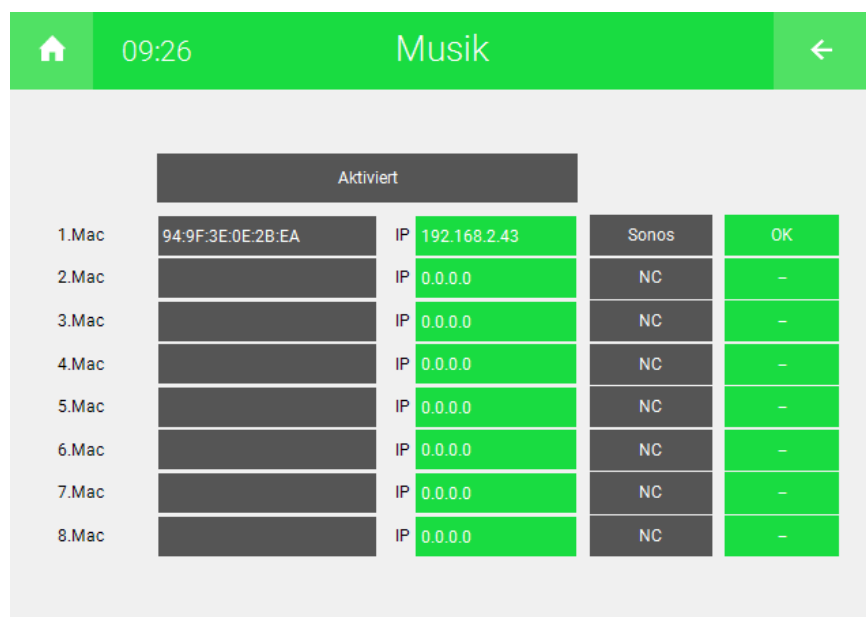 09:26 Musik
Aktiviert
1.Mac 94:9F:3E:0E:2B:EA IP 192.168.2.43 Sonos OK
2.Mac IP 0.0.0.0 NC –
3.Mac IP 0.0.0.0 NC –
4.Mac IP 0.0.0.0 NC –
5.Mac IP 0.0.0.0 NC –
6.Mac IP 0.0.0.0 NC –
7.Mac IP 0.0.0.0 NC –
8.Mac IP 0.0.0.0 NC –